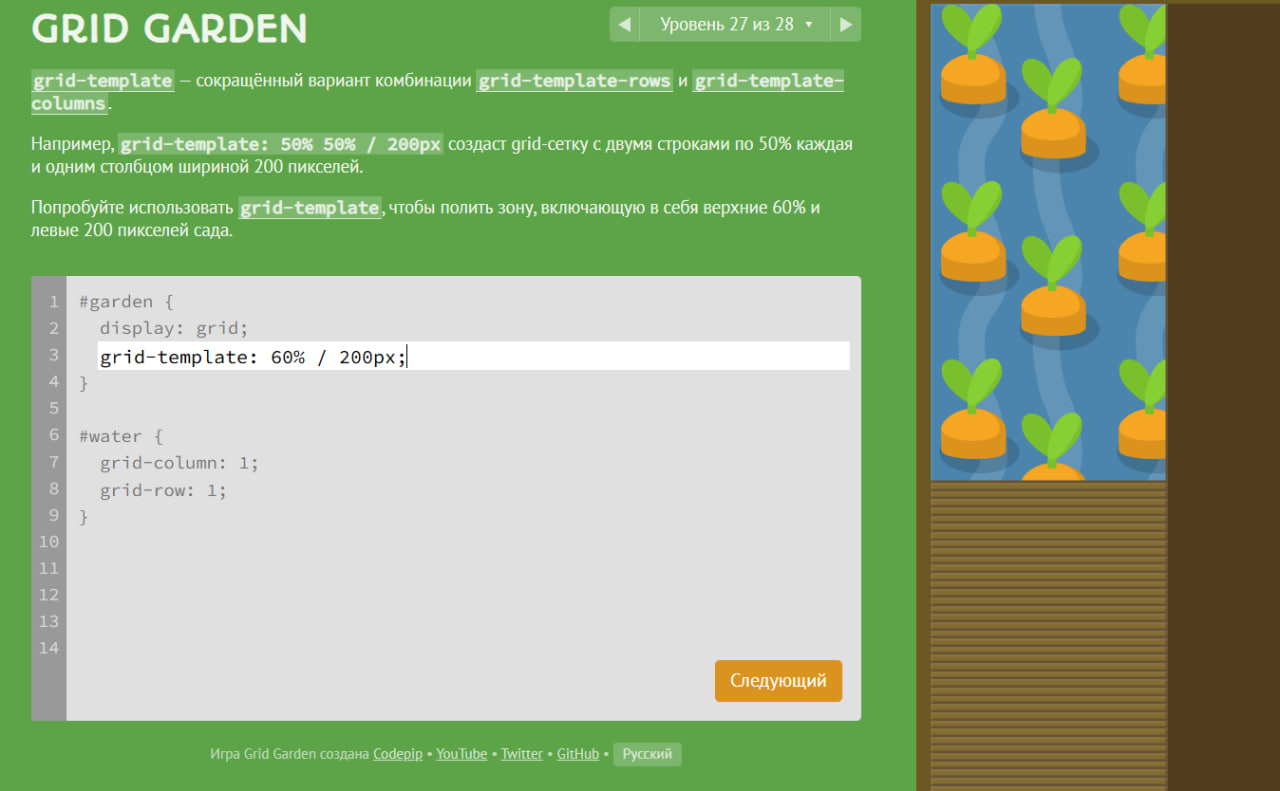 GRID GARDEN
◀ Уровень 27 из 28 ▼ ▶
grid-template — сокращённый вариант комбинации grid-template-rows и grid-template-
columns.
Например, grid-template: 50% 50% / 200px создаст grid-сетку с двумя строками по 50% каждая
и одним столбцом шириной 200 пикселей.
Попробуйте использовать grid-template, чтобы полить зону, включающую в себя верхние 60% и
левые 200 пикселей сада.
1 #garden {
2 display: grid;
3 grid-template: 60% / 200px;
4 }
5
6 #water {
7 grid-column: 1;
8 grid-row: 1;
9 }
10
11
12
13
14
Следующий
Игра Grid Garden создана Codepip • YouTube • Twitter • GitHub • Русский